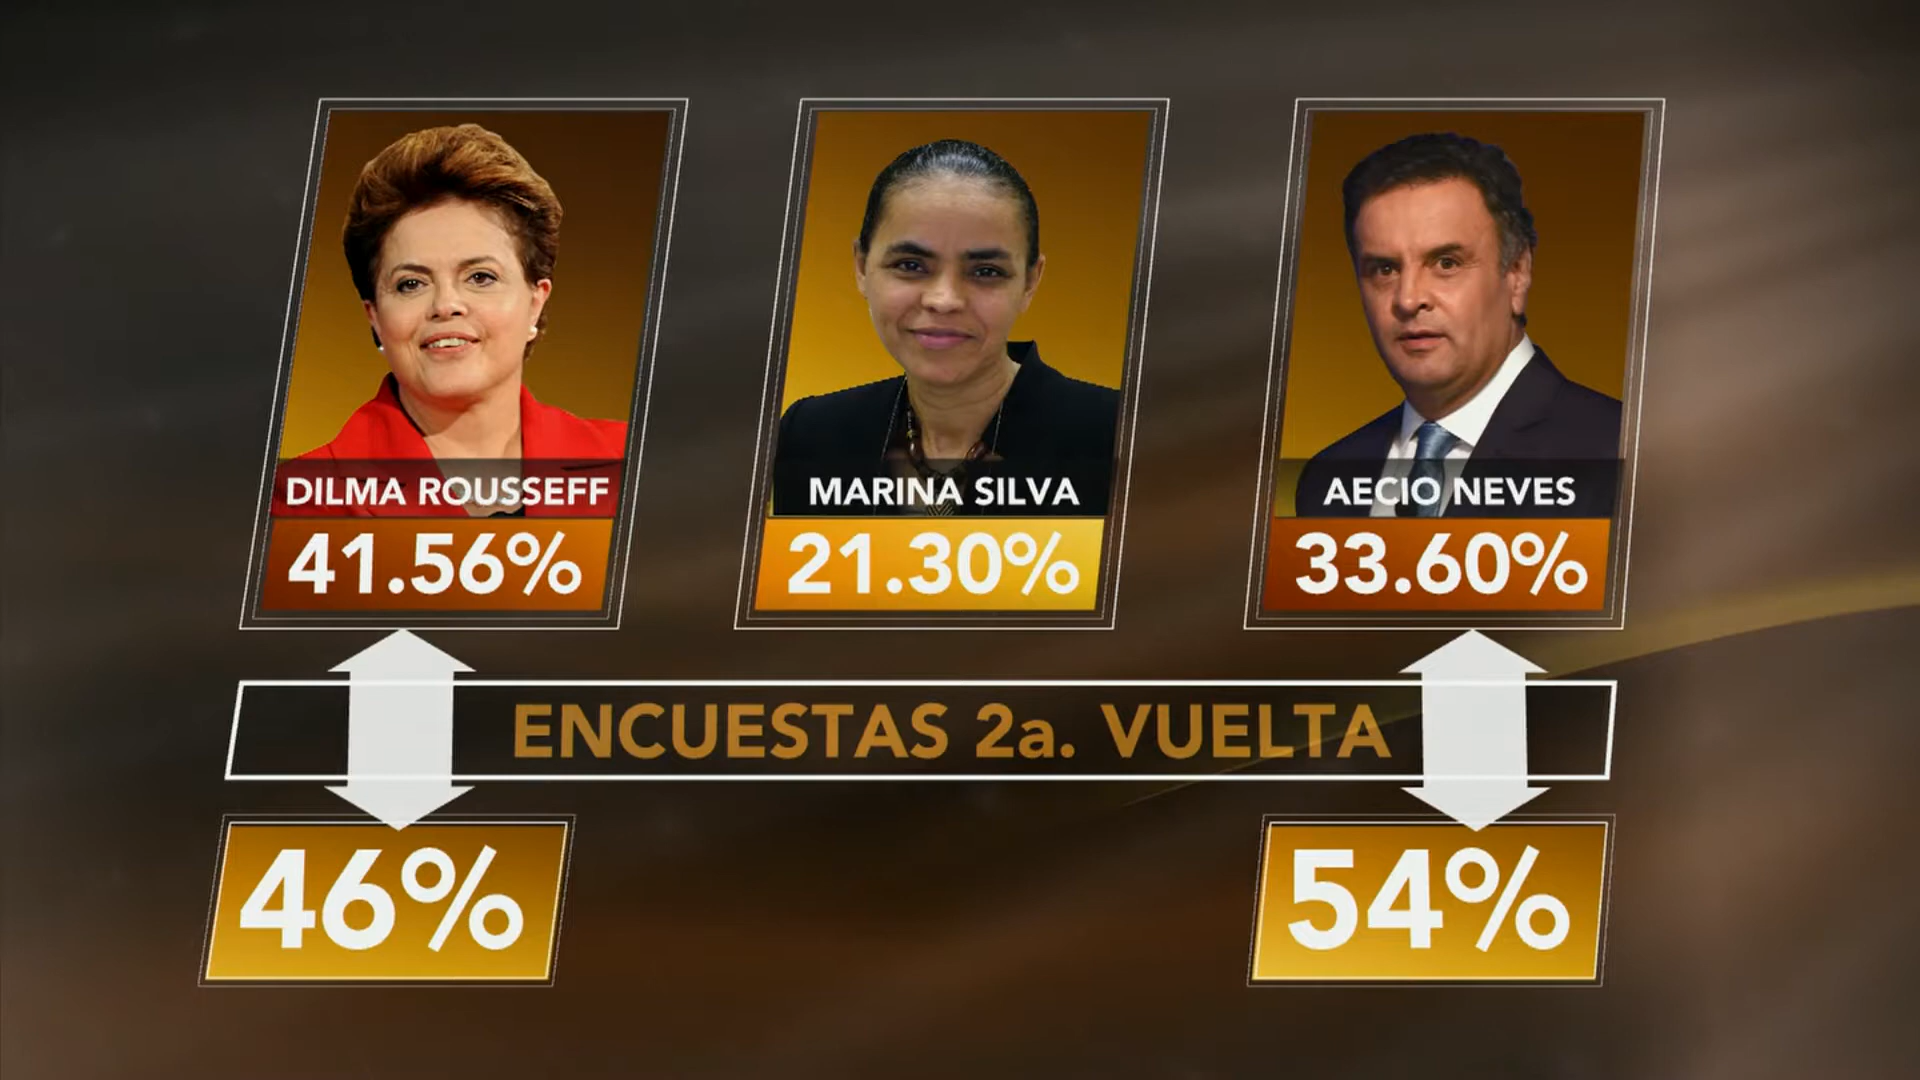 DILMA ROUSSEFF
41.56%
MARINA SILVA
21.30%
AECIO NEVES
33.60%
ENCUESTAS 2a. VUELTA
46%
54%